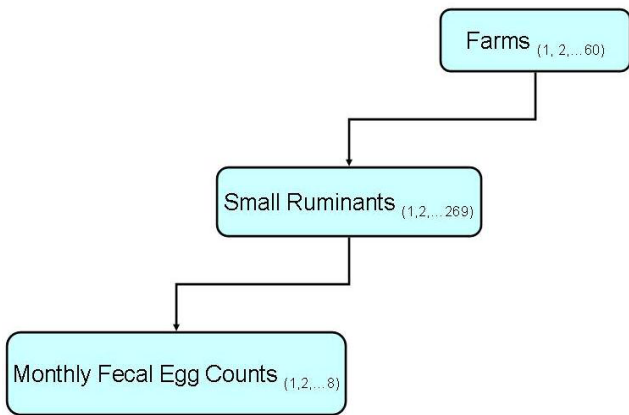 Farms (1, 2,...60)
Small Ruminants (1,2,...269)
Monthly Fecal Egg Counts (1,2,...8)